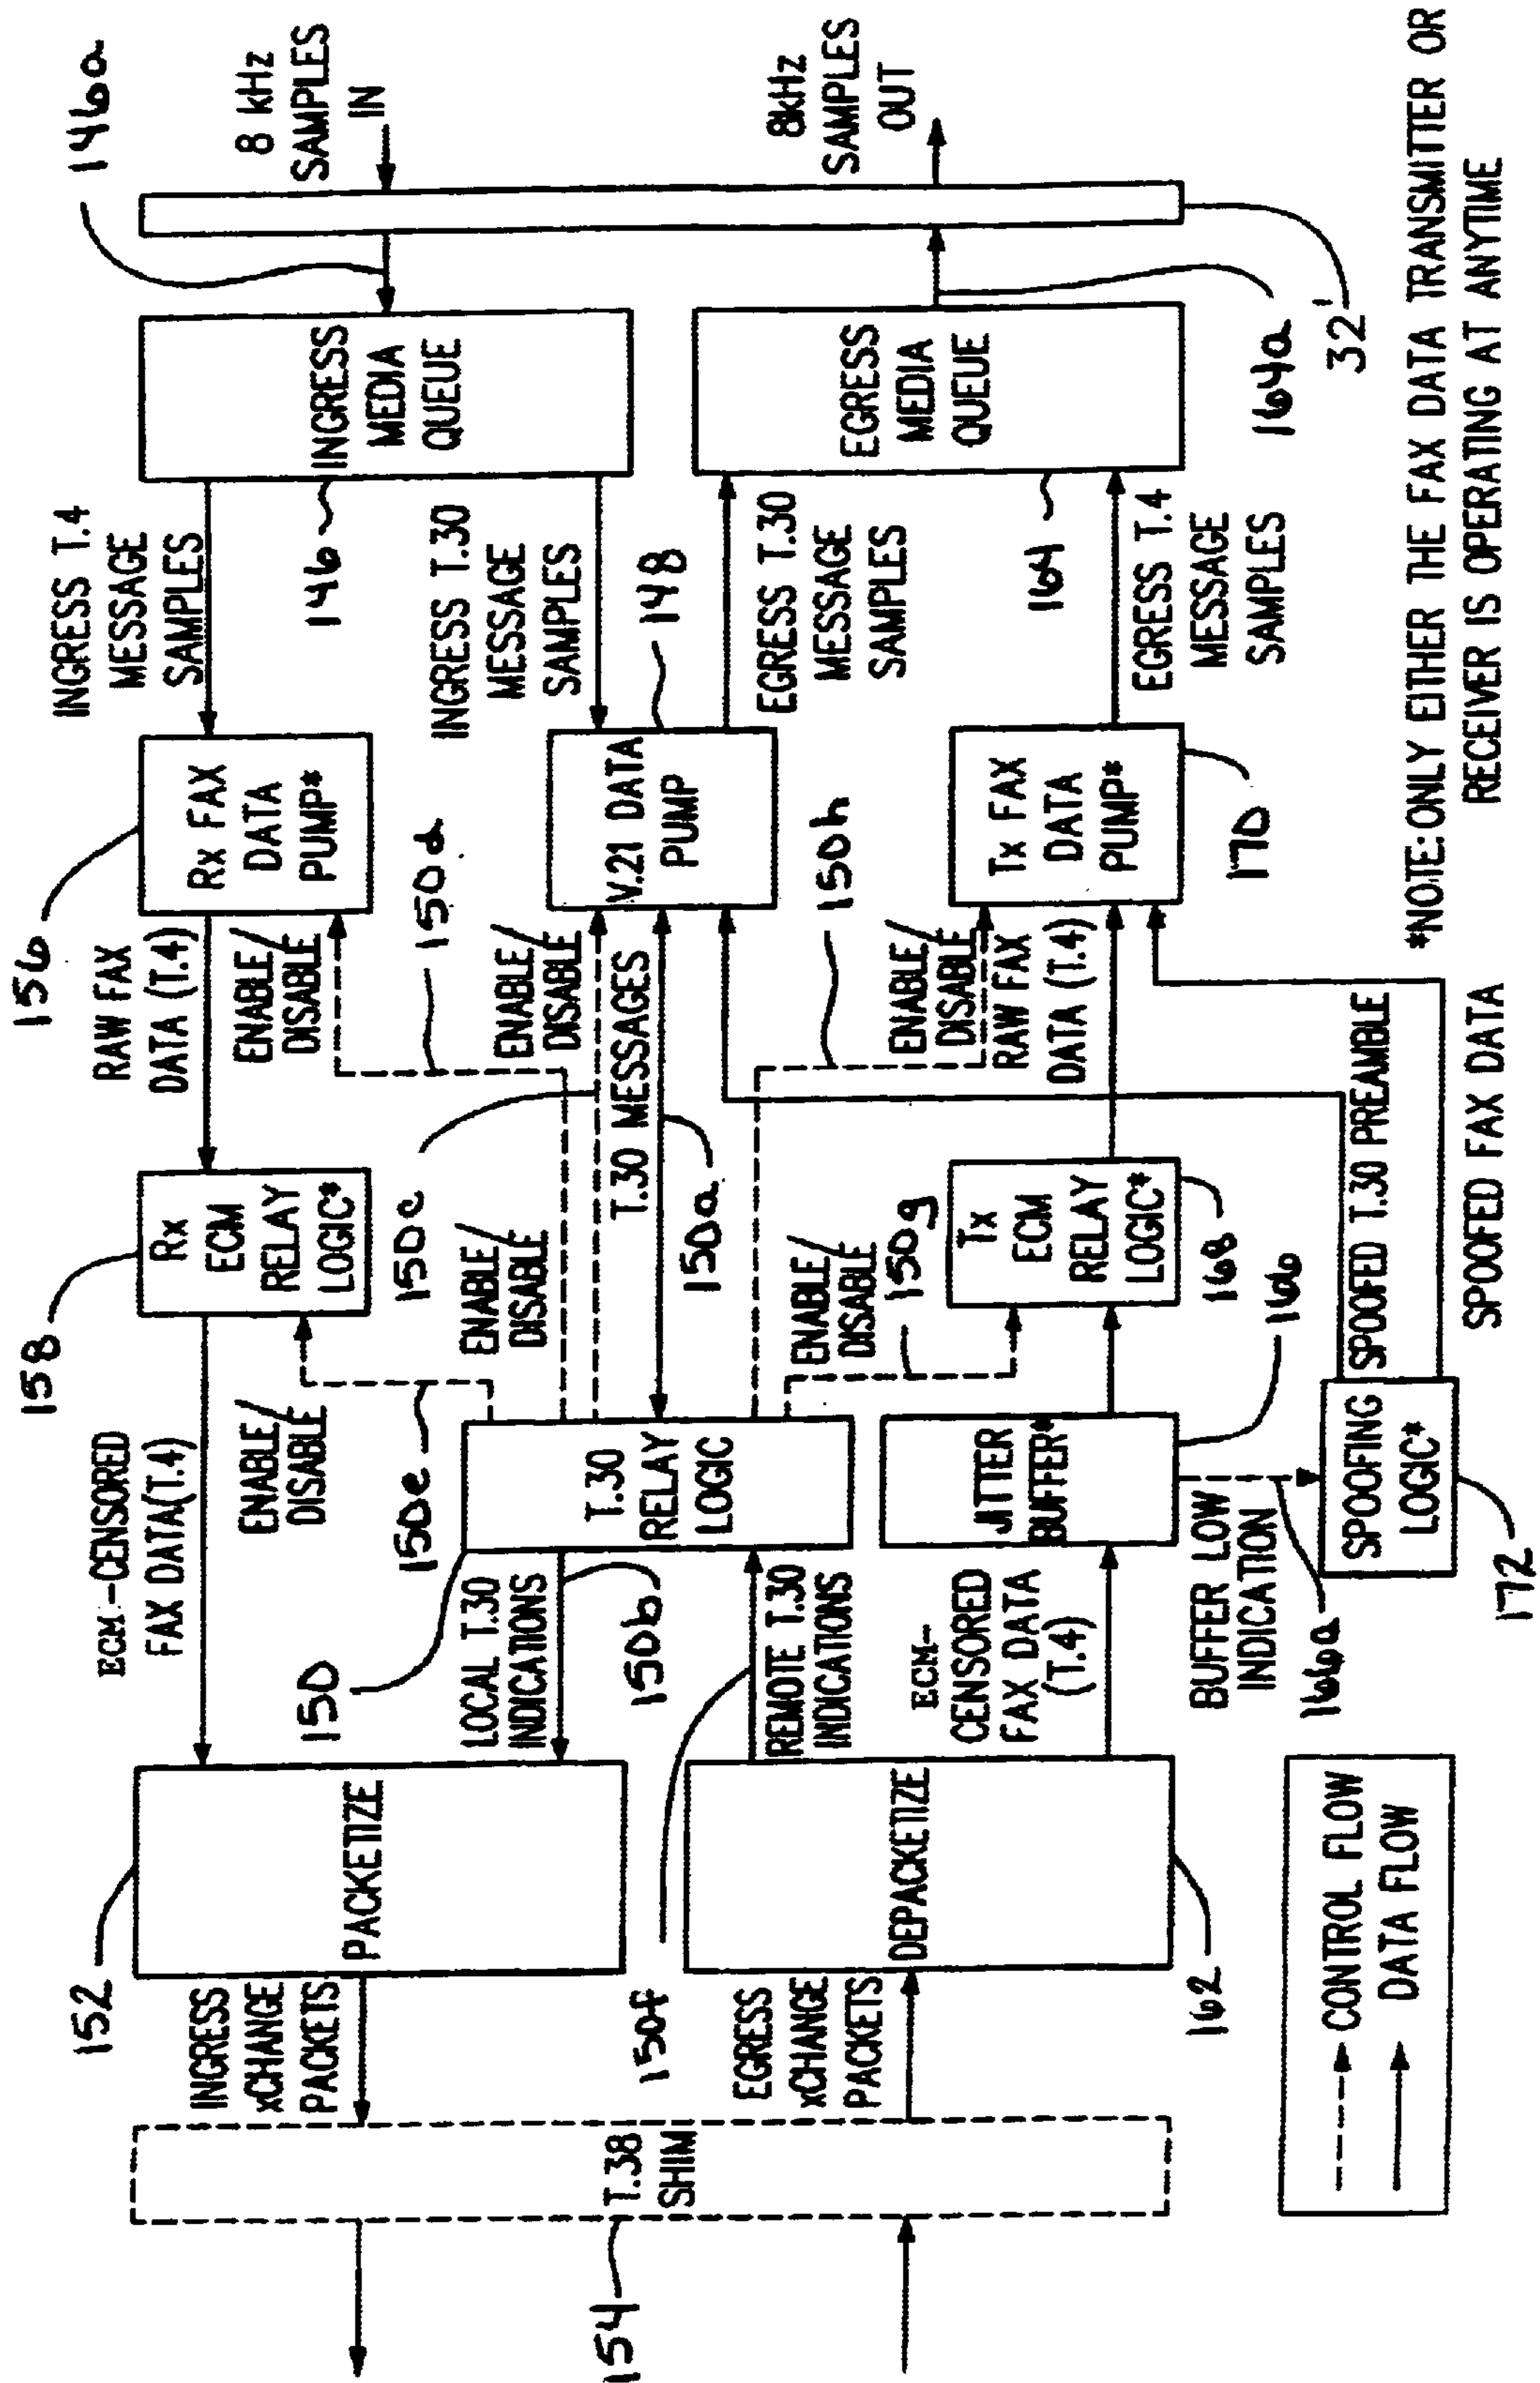 146a
8 kHz
SAMPLES
IN
8kHz
SAMPLES
OUT
32'
164a
INGRESS
MEDIA
QUEUE
146
EGRESS
MEDIA
QUEUE
164
INGRESS T.4
MESSAGE
SAMPLES
INGRESS T.30
MESSAGE
SAMPLES
148
EGRESS T.30
MESSAGE
SAMPLES
EGRESS T.4
MESSAGE
SAMPLES
156
Rx FAX
DATA
PUMP*
V.21 DATA
PUMP
Tx FAX
DATA
PUMP*
170
RAW FAX
DATA (T.4)
ENABLE/
DISABLE
150d
ENABLE/
DISABLE
T.30 MESSAGES
150h
ENABLE/
DISABLE
RAW FAX
DATA (T.4)
158
Rx
ECM
RELAY
LOGIC*
150c
ENABLE/
DISABLE
150a
ENABLE/
DISABLE
150g
Tx
ECM
RELAY
LOGIC*
168
166
SPOOFED T.30 PREAMBLE
SPOOFED FAX DATA
ECM-CENSORED
FAX DATA(T.4)
ENABLE/
DISABLE
150e
T.30
RELAY
LOGIC
150
JITTER
BUFFER*
SPOOFING
LOGIC*
172
LOCAL T.30
INDICATIONS
150b
REMOTE T.30
INDICATIONS
150f
ECM-
CENSORED
FAX DATA
(T.4)
BUFFER LOW
INDICATION
166a
152
PACKETIZE
DEPACKETIZE
162
INGRESS
xCHANGE
PACKETS
EGRESS
xCHANGE
PACKETS
T.38
SHIM
154
CONTROL FLOW
DATA FLOW
*NOTE: ONLY EITHER THE FAX DATA TRANSMITTER OR
RECEIVER IS OPERATING AT ANYTIME